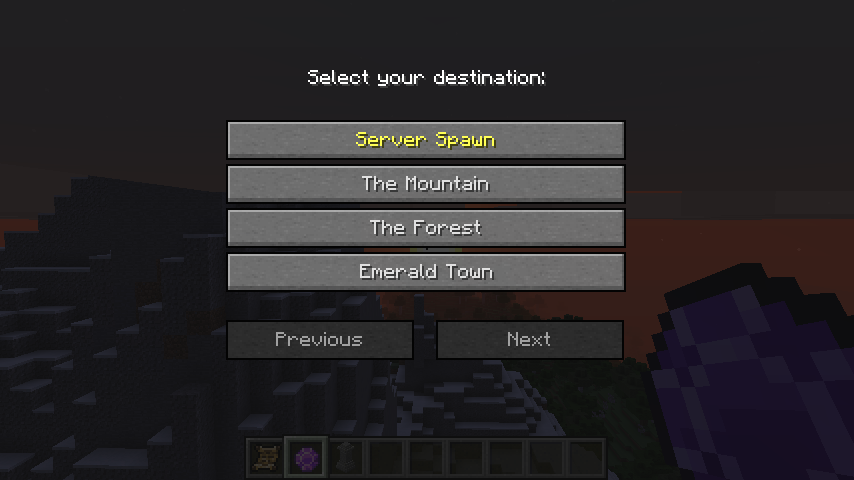 Select your destination:
Server Spawn
The Mountain
The Forest
Emerald Town
Previous Next